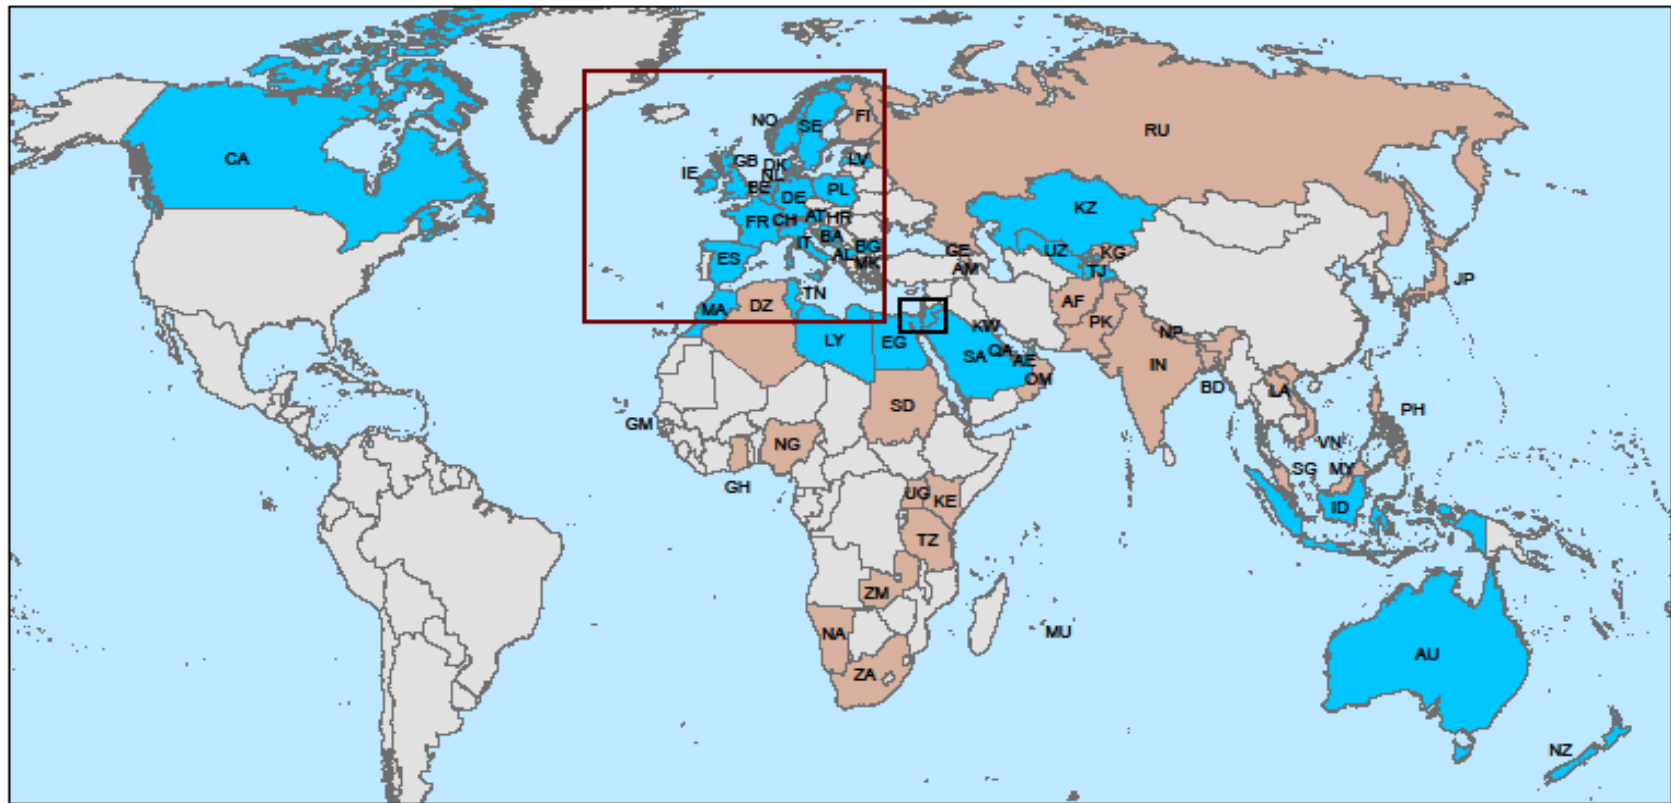 NO
SE
FI
RU
CA
GB
DK
LV
IE
NL
BE
DE
PL
KZ
FR
CH
AT
HR
BA
IT
BG
UZ
GE
KG
ES
AL
MK
AM
TJ
JP
TN
MA
DZ
AF
PK
KW
NP
LY
EG
SA
QA
AE
IN
OM
BD
LA
SD
PH
GM
NG
VN
SG
MY
GH
UG
KE
ID
TZ
ZM
NA
MU
ZA
AU
NZ